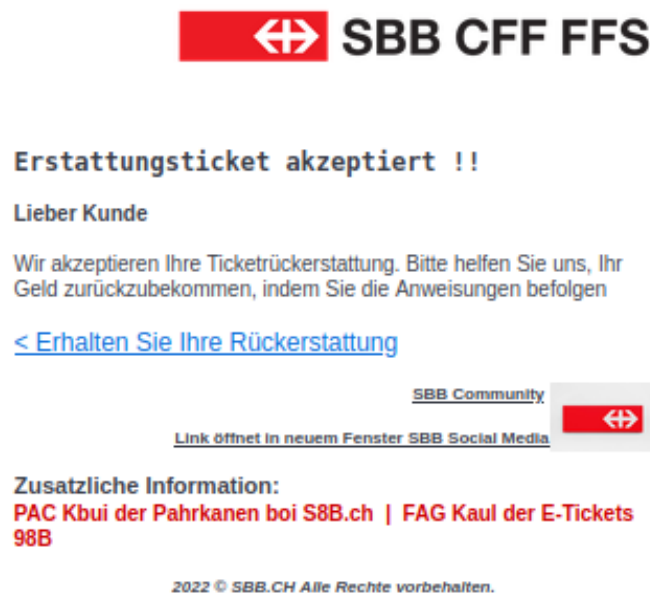 SBB CFF FFS
Erstattungsticket akzeptiert !!
Lieber Kunde
Wir akzeptieren Ihre Ticketrückerstattung. Bitte helfen Sie uns, Ihr
Geld zurückzubekommen, indem Sie die Anweisungen befolgen
< Erhalten Sie Ihre Rückerstattung
SBB Community
Link öffnet in neuem Fenster SBB Social Media
Zusatzliche Information:
PAC Kbui der Pahrkanen boi S8B.ch | FAG Kaul der E-Tickets
98B
2022 © SBB.CH Alle Rechte vorbehalten.